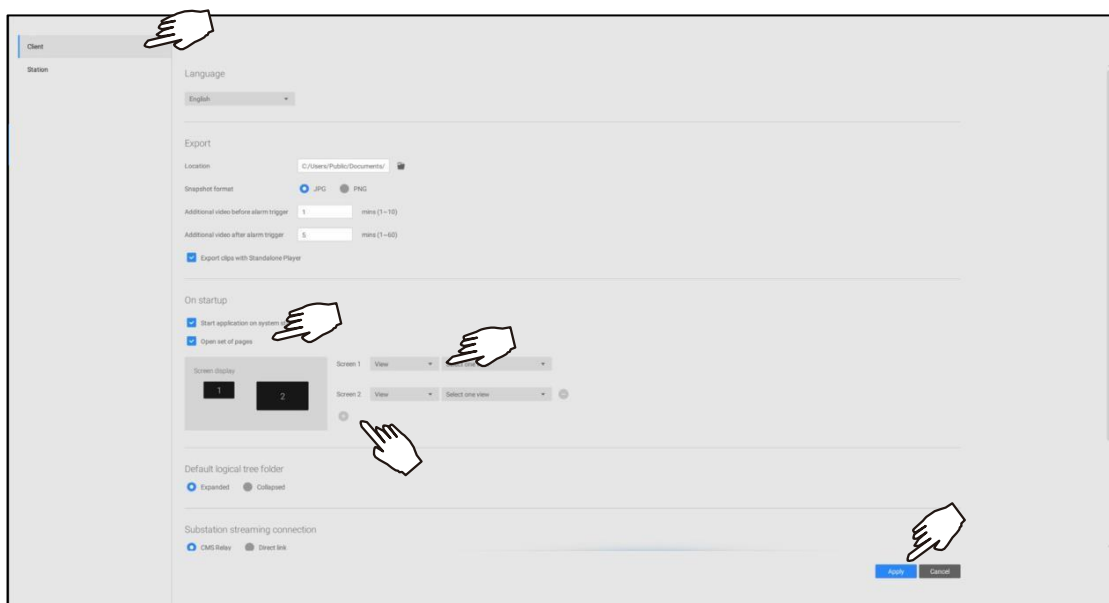 Client
Station
Language
English
Export
Location C:/Users/Public/Documents/
Snapshot format JPG PNG
Additional video before alarm trigger 1 mins (1~10)
Additional video after alarm trigger 5 mins (1~60)
Export clips with Standalone Player
On startup
Start application on system
Open set of pages
Screen display
1
2
Screen 1 View Select one
Screen 2 View Select one view
Default logical tree folder
Expanded Collapsed
Substation streaming connection
CMS Relay Direct link
Apply Cancel